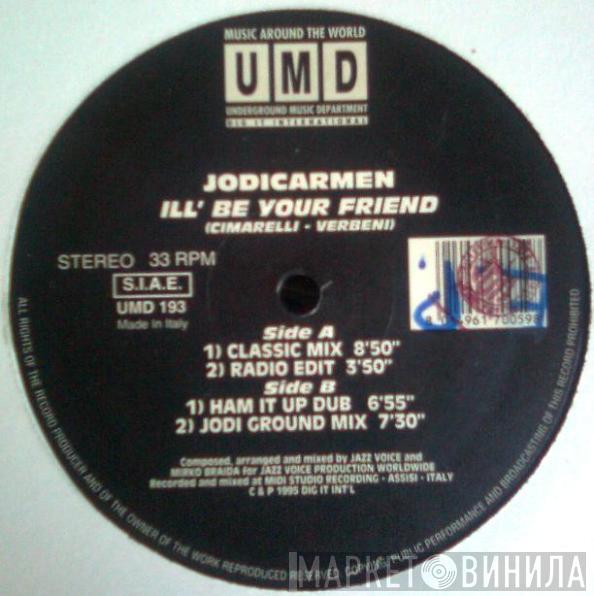 MUSIC AROUND THE WORLD
UMD
UNDERGROUND MUSIC DEPARTMENT
DIG IT INTERNATIONAL
JODICARMEN
ILL' BE YOUR FRIEND
(CIMARELLI - VERBENI)
STEREO 33 RPM
S.I.A.E.
UMD 193
Made in Italy
961 700598
Side A
1) CLASSIC MIX 8'50"
2) RADIO EDIT 3'50"
Side B
1) HAM IT UP DUB 6'55"
2) JODI GROUND MIX 7'30"
Composed, arranged and mixed by JAZZ VOICE and
MIRKO BRAIDA for JAZZ VOICE PRODUCTION WORLDWIDE
Recorded and mixed at MIDI STUDIO RECORDING - ASSISI - ITALY
C & P 1995 DIG IT INT'L
ALL RIGHTS OF THE RECORD PRODUCER AND OF THE OWNER OF THE WORK REPRODUCED RESERVED. COPYING, PUBLIC PERFORMANCE AND BROADCASTING OF THIS RECORD PROHIBITED
МАРКЕТ ВИНИЛА